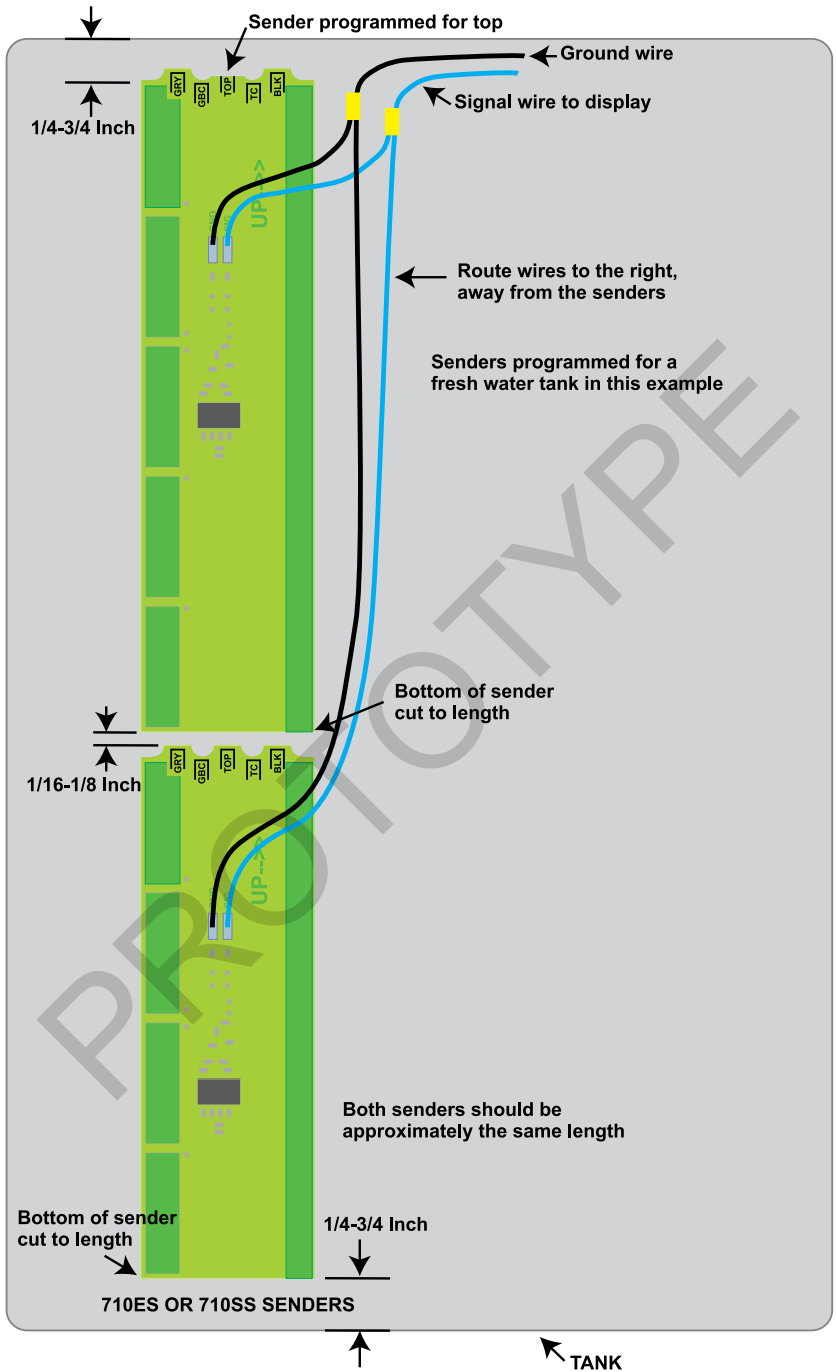 Sender programmed for top
Ground wire
Signal wire to display
1/4-3/4 Inch
GRY
GBC
TOP
TC
BLK
UP--->>
GND
SIG
Route wires to the right,
away from the senders
Senders programmed for a
fresh water tank in this example
Bottom of sender
cut to length
1/16-1/8 Inch
GRY
GBC
TOP
TC
BLK
UP--->>
Both senders should be
approximately the same length
Bottom of sender
cut to length
1/4-3/4 Inch
710ES OR 710SS SENDERS
TANK
PROTOTYPE